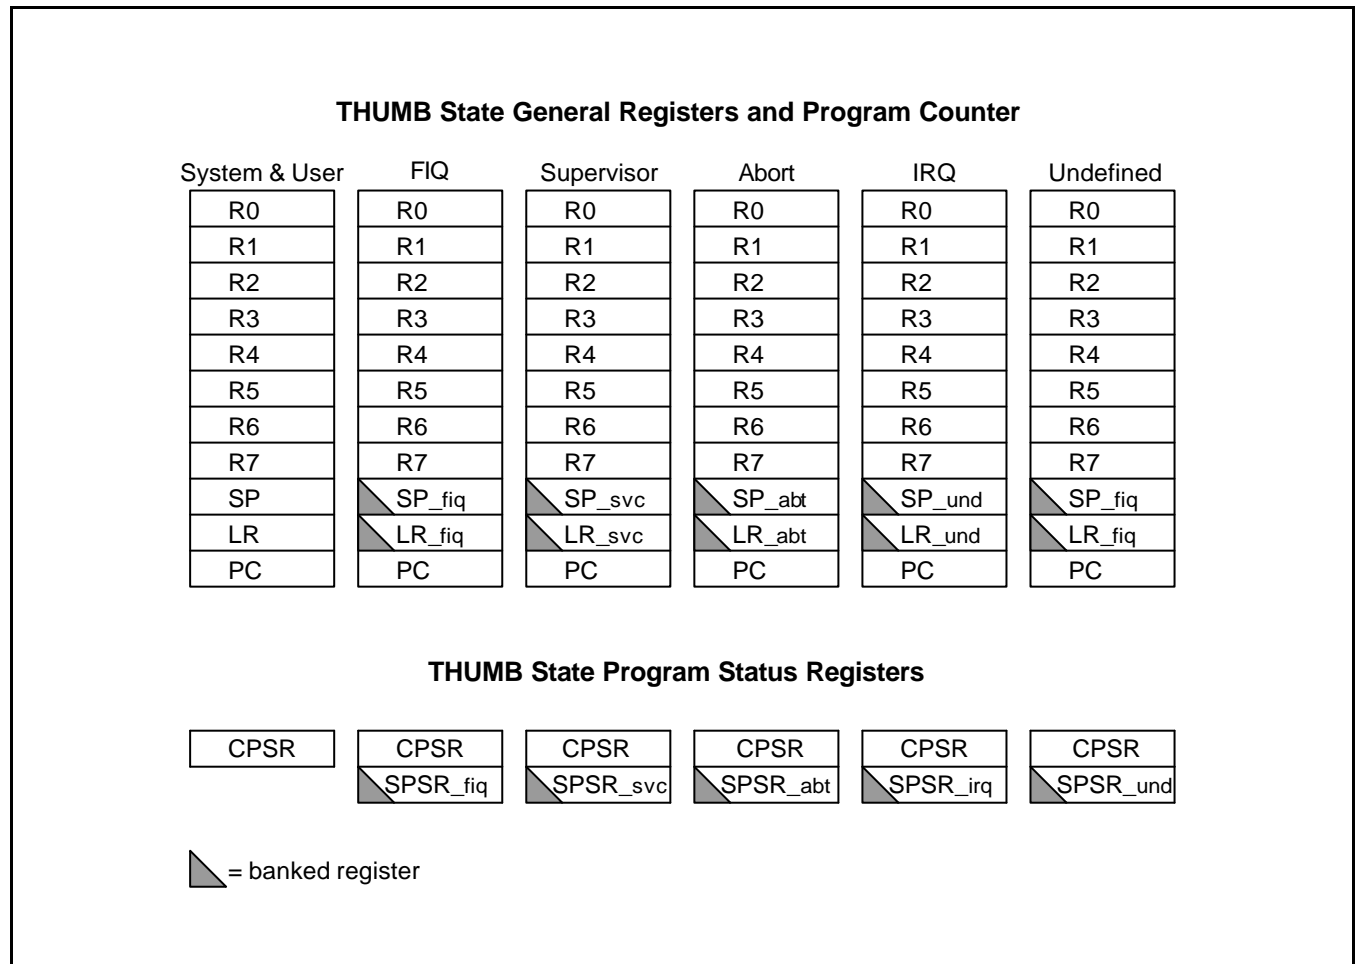 THUMB State General Registers and Program Counter
System & User FIQ Supervisor Abort IRQ Undefined
R0 R0 R0 R0 R0 R0
R1 R1 R1 R1 R1 R1
R2 R2 R2 R2 R2 R2
R3 R3 R3 R3 R3 R3
R4 R4 R4 R4 R4 R4
R5 R5 R5 R5 R5 R5
R6 R6 R6 R6 R6 R6
R7 R7 R7 R7 R7 R7
SP SP_fiq SP_svc SP_abt SP_und SP_fiq
LR LR_fiq LR_svc LR_abt LR_und LR_fiq
PC PC PC PC PC PC
THUMB State Program Status Registers
CPSR CPSR CPSR CPSR CPSR CPSR
SPSR_fiq SPSR_svc SPSR_abt SPSR_irq SPSR_und
= banked register